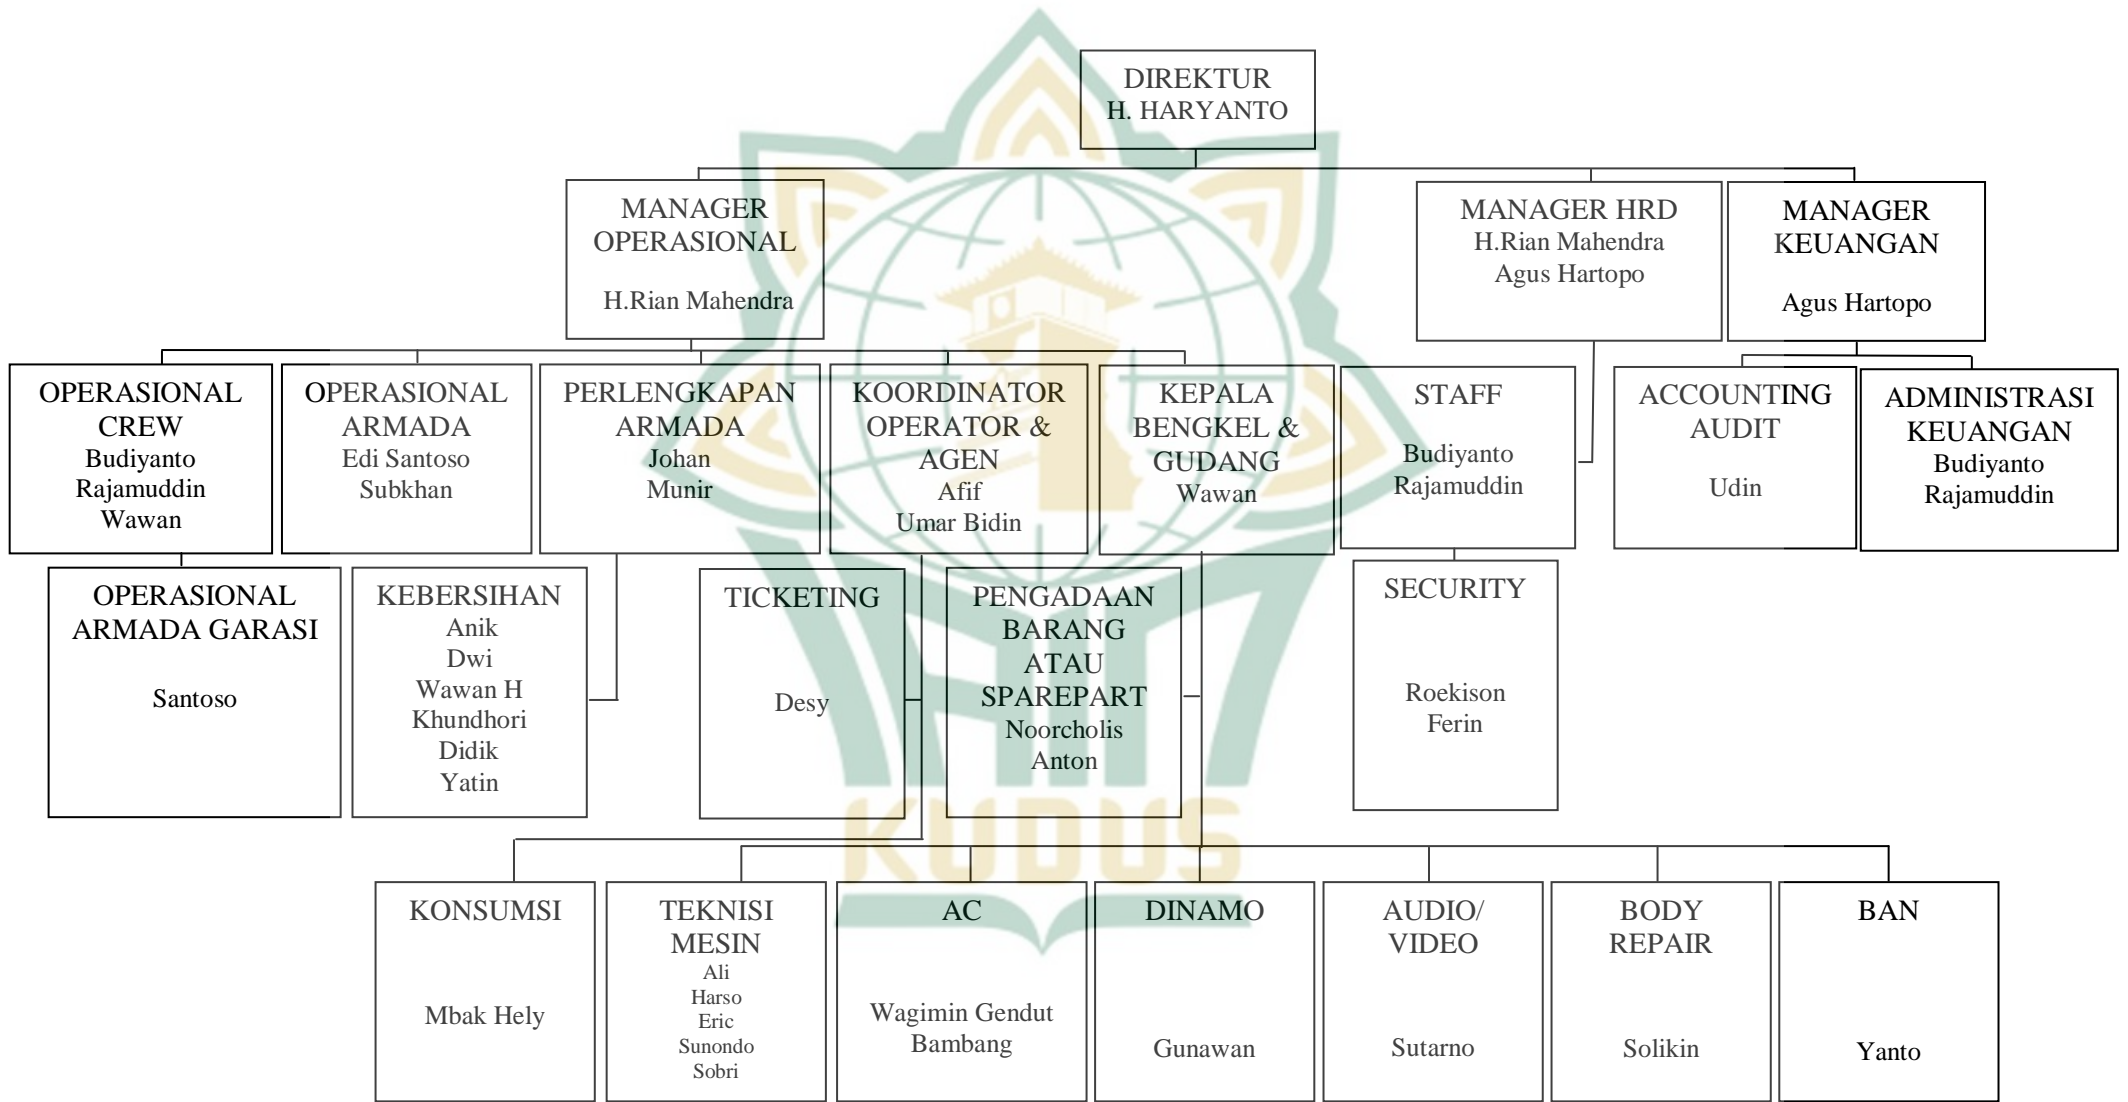 DIREKTUR
H. HARYANTO
MANAGER
OPERASIONAL
H.Rian Mahendra
MANAGER HRD
H.Rian Mahendra
Agus Hartopo
MANAGER
KEUANGAN
Agus Hartopo
OPERASIONAL
CREW
Budiyanto
Rajamuddin
Wawan
OPERASIONAL
ARMADA
Edi Santoso
Subkhan
PERLENGKAPAN
ARMADA
Johan
Munir
KOORDINATOR
OPERATOR &
AGEN
Afif
Umar Bidin
KEPALA
BENGKEL &
GUDANG
Wawan
STAFF
Budiyanto
Rajamuddin
ACCOUNTING
AUDIT
Udin
ADMINISTRASI
KEUANGAN
Budiyanto
Rajamuddin
OPERASIONAL
ARMADA GARASI
Santoso
KEBERSIHAN
Anik
Dwi
Wawan H
Khundhori
Didik
Yatin
TICKETING
Desy
PENGADAAN
BARANG
ATAU
SPAREPART
Noorcholis
Anton
SECURITY
Roekison
Ferin
KUDUS
KONSUMSI
Mbak Hely
TEKNISI
MESIN
Ali
Harso
Eric
Sunondo
Sobri
AC
Wagimin Gendut
Bambang
DINAMO
Gunawan
AUDIO/
VIDEO
Sutarno
BODY
REPAIR
Solikin
BAN
Yanto